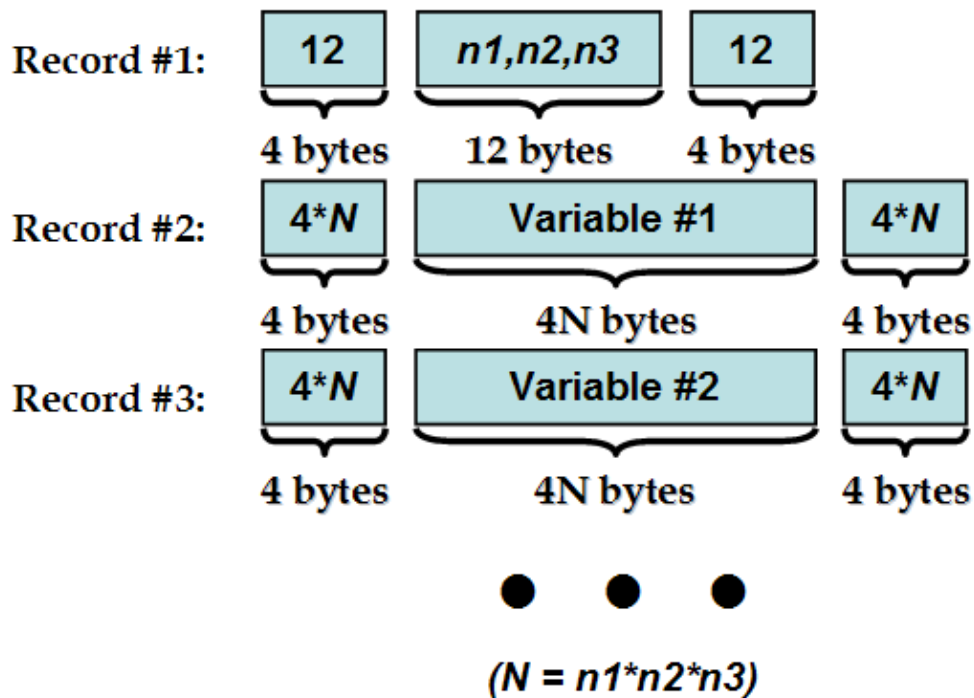 Record #1: 12 n1,n2,n3 12
4 bytes 12 bytes 4 bytes
Record #2: 4*N Variable #1 4*N
4 bytes 4N bytes 4 bytes
Record #3: 4*N Variable #2 4*N
4 bytes 4N bytes 4 bytes
(N = n1*n2*n3)